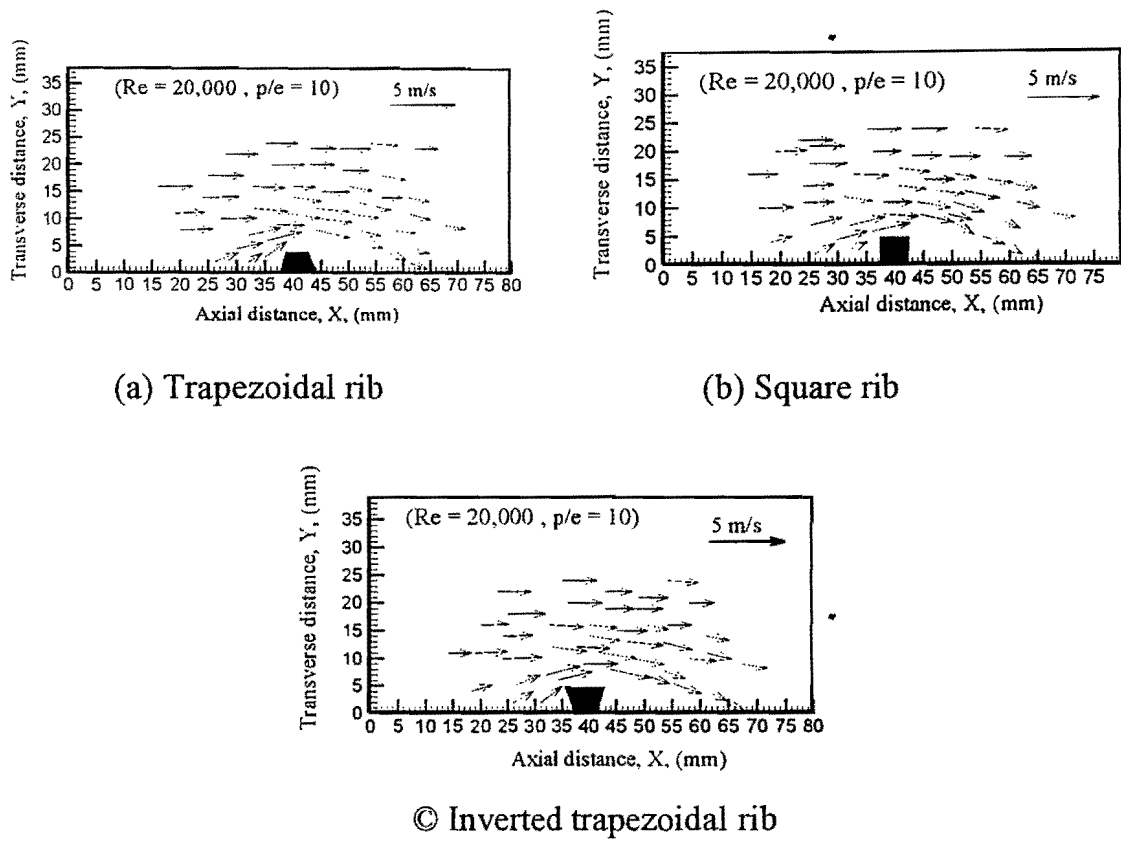 (Re = 20,000 , p/e = 10)
5 m/s
Transverse distance, Y, (mm)
35
30
25
20
15
10
5
0
0 5 10 15 20 25 30 35 40 45 50 55 60 65 70 75 80
Axial distance, X, (mm)
(a) Trapezoidal rib
(Re = 20,000 , p/e = 10)
5 m/s
Transverse distance, Y, (mm)
35
30
25
20
15
10
5
0
0 5 10 15 20 25 30 35 40 45 50 55 60 65 70 75
Axial distance, X, (mm)
(b) Square rib
(Re = 20,000 , p/e = 10)
5 m/s
Transverse distance, Y, (mm)
35
30
25
20
15
10
5
0
0 5 10 15 20 25 30 35 40 45 50 55 60 65 70 75 80
Axial distance, X, (mm)
© Inverted trapezoidal rib